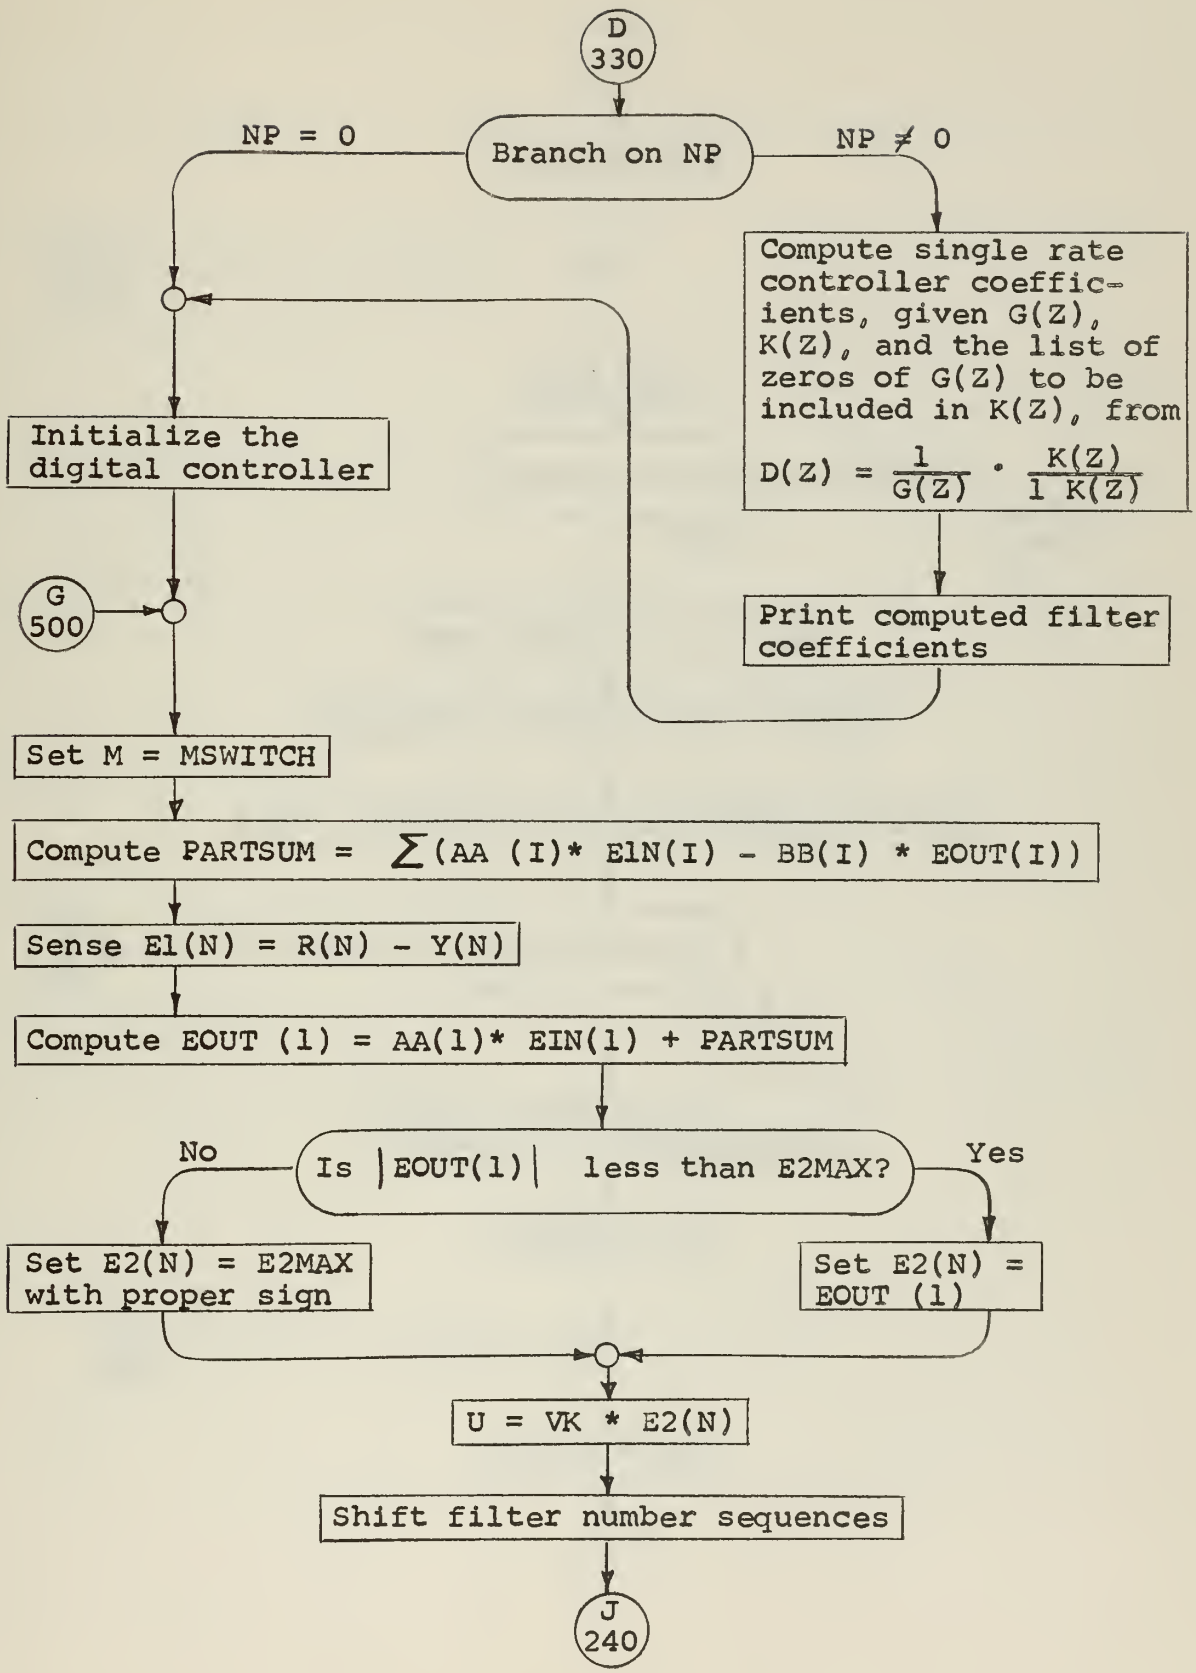 D
330
NP = 0
Branch on NP
NP ≠ 0
Compute single rate
controller coeffic-
ients, given G(Z),
K(Z), and the list of
zeros of G(Z) to be
included in K(Z), from
D(Z) = 1/G(Z) · K(Z)/1 K(Z)
Initialize the
digital controller
G
500
Print computed filter
coefficients
Set M = MSWITCH
Compute PARTSUM = Σ(AA (I)* E1N(I) - BB(I) * EOUT(I))
Sense E1(N) = R(N) - Y(N)
Compute EOUT (1) = AA(1)* EIN(1) + PARTSUM
No
Is |EOUT(1)| less than E2MAX?
Yes
Set E2(N) = E2MAX
with proper sign
Set E2(N) =
EOUT (1)
U = VK * E2(N)
Shift filter number sequences
J
240